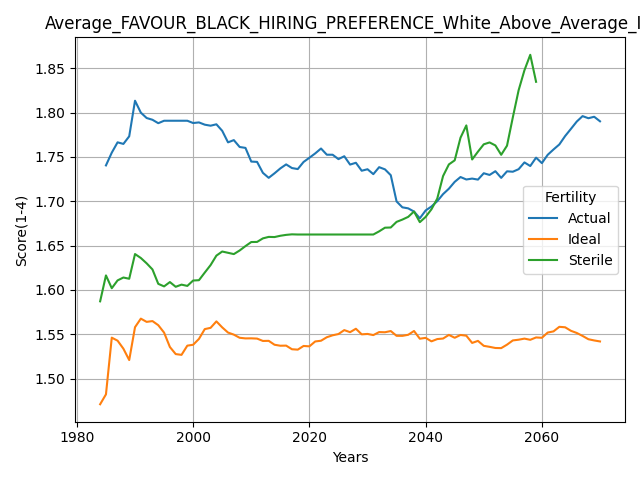 Average_FAVOUR_BLACK_HIRING_PREFERENCE_White_Above_Average_I
Score(1-4)
1.85
1.80
1.75
1.70
1.65
1.60
1.55
1.50
Fertility
Actual
Ideal
Sterile
1980 2000 2020 2040 2060
Years